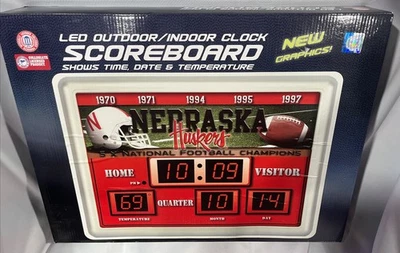 LED OUTDOOR/INDOOR CLOCK
SCOREBOARD
SHOWS TIME, DATE & TEMPERATURE
NEW
GRAPHICS!
1970 1971 1994 1995 1997
NEBRASKA
Huskers
5 X NATIONAL FOOTBALL CHAMPIONS
HOME 10:09 VISITOR
PM
69 QUARTER 10 14
TEMPERATURE MONTH DAY